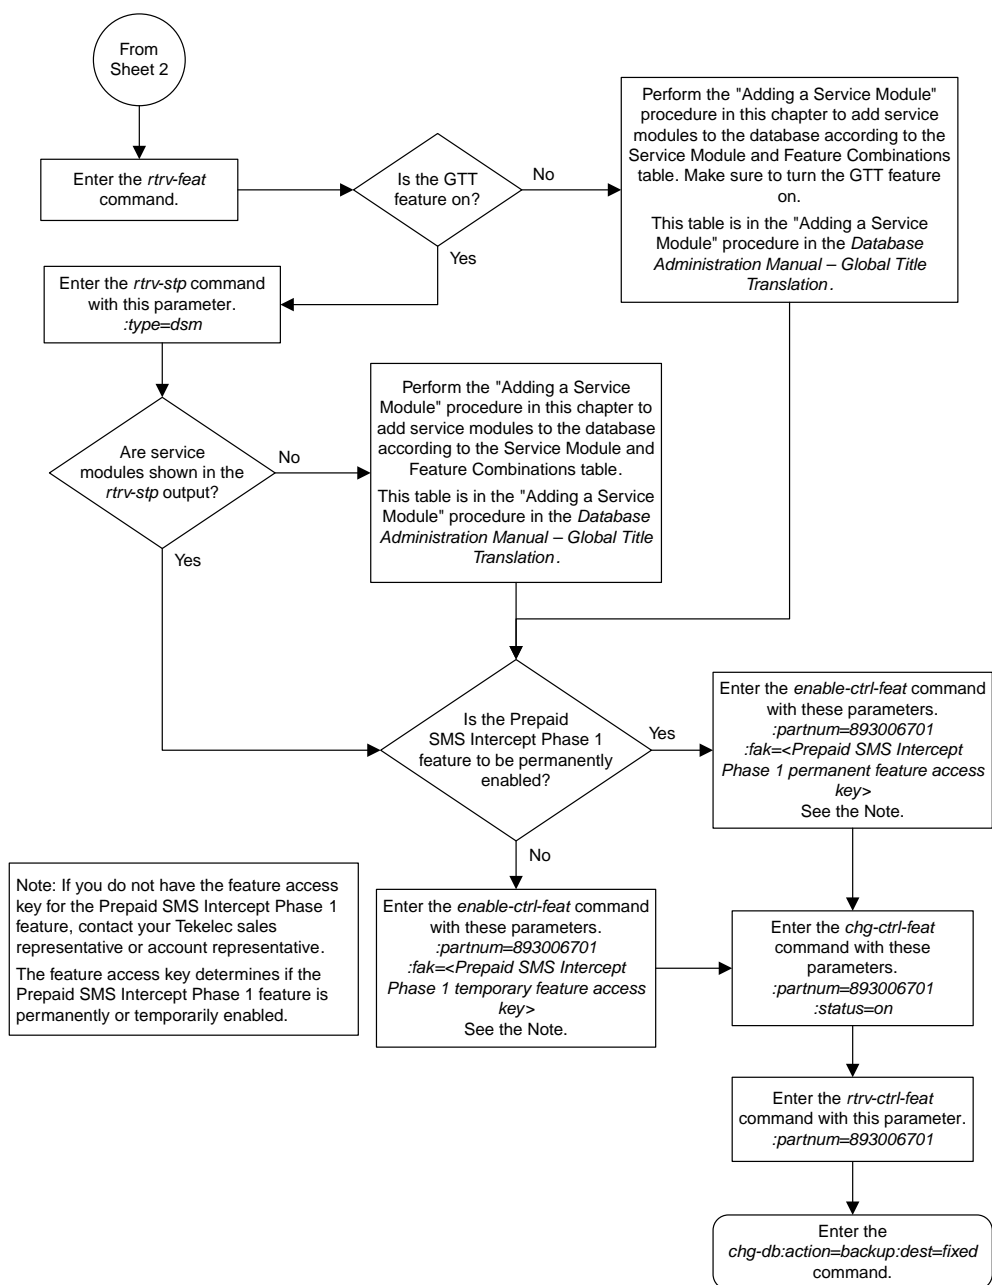 From
Sheet 2
Enter the rtrv-feat
command.
Is the GTT
feature on?
No
Yes
Perform the "Adding a Service Module"
procedure in this chapter to add service
modules to the database according to the
Service Module and Feature Combinations
table. Make sure to turn the GTT feature
on.
This table is in the "Adding a Service
Module" procedure in the Database
Administration Manual – Global Title
Translation.
Enter the rtrv-stp command
with this parameter.
:type=dsm
Are service
modules shown in the
rtrv-stp output?
No
Yes
Perform the "Adding a Service
Module" procedure in this chapter to
add service modules to the database
according to the Service Module and
Feature Combinations table.
This table is in the "Adding a Service
Module" procedure in the Database
Administration Manual – Global Title
Translation.
Is the Prepaid
SMS Intercept Phase 1
feature to be permanently
enabled?
Yes
No
Enter the enable-ctrl-feat command
with these parameters.
:partnum=893006701
:fak=<Prepaid SMS Intercept
Phase 1 permanent feature access
key>
See the Note.
Note: If you do not have the feature access
key for the Prepaid SMS Intercept Phase 1
feature, contact your Tekelec sales
representative or account representative.
The feature access key determines if the
Prepaid SMS Intercept Phase 1 feature is
permanently or temporarily enabled.
Enter the enable-ctrl-feat command
with these parameters.
:partnum=893006701
:fak=<Prepaid SMS Intercept
Phase 1 temporary feature access
key>
See the Note.
Enter the chg-ctrl-feat
command with these
parameters.
:partnum=893006701
:status=on
Enter the rtrv-ctrl-feat
command with this parameter.
:partnum=893006701
Enter the
chg-db:action=backup:dest=fixed
command.